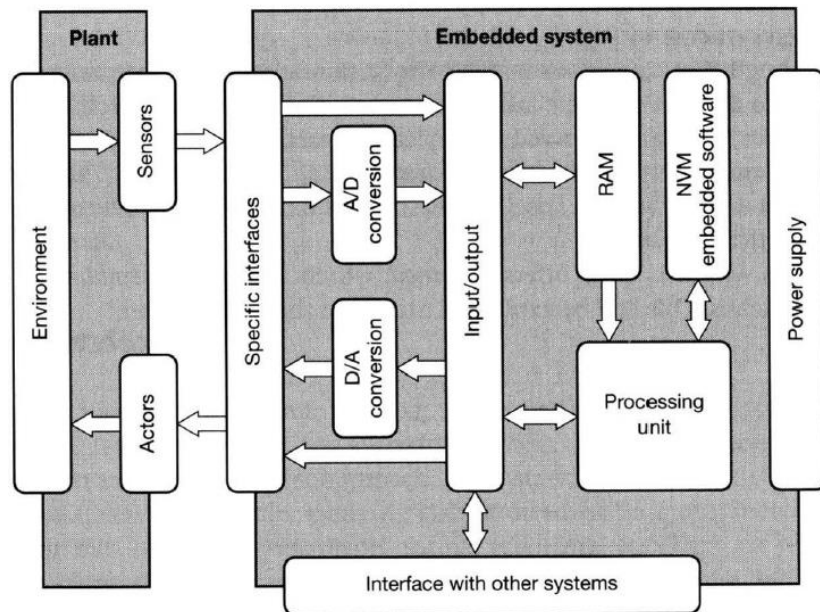 Plant
Embedded system
Environment
Sensors
Actors
Specific interfaces
A/D
conversion
D/A
conversion
Input/output
RAM
NVM
embedded software
Processing
unit
Power supply
Interface with other systems